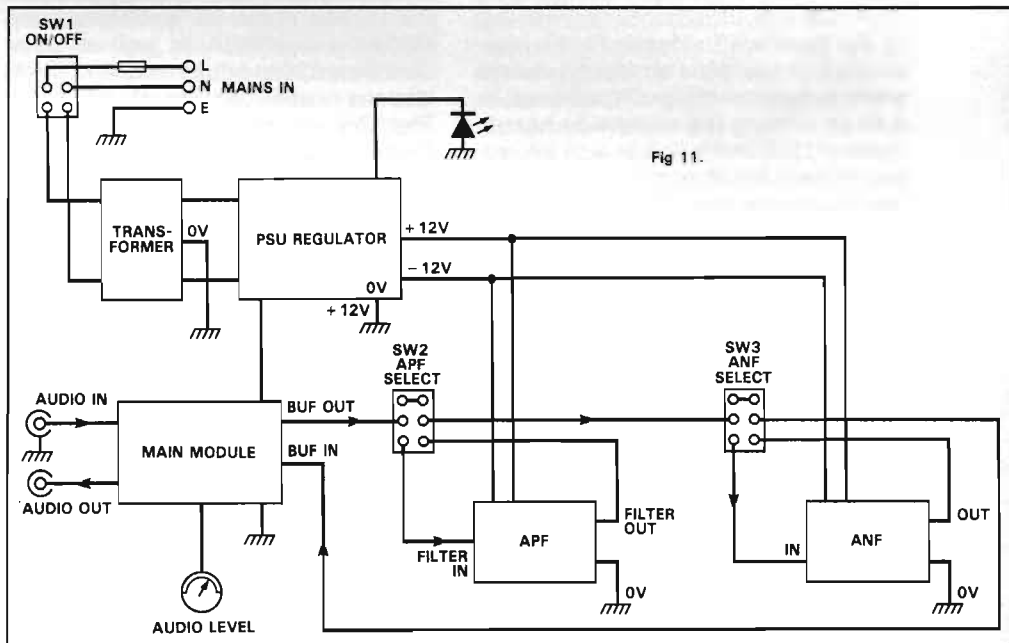 SW1
ON/OFF
L
N MAINS IN
E
Fig 11.
TRANS-
FORMER
0V
PSU REGULATOR
+ 12V
- 12V
0V
+ 12V
SW2
APF
SELECT
SW3
ANF
SELECT
AUDIO IN
BUF OUT
MAIN MODULE
BUF IN
AUDIO OUT
FILTER
OUT
APF
FILTER
IN
0V
OUT
IN
ANF
0V
AUDIO LEVEL